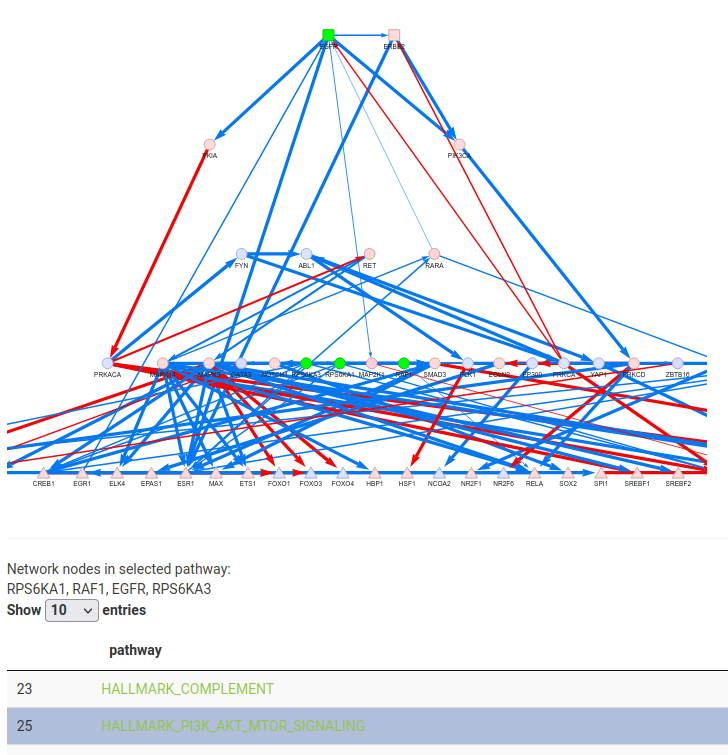 EGFR ERBB2
PKIA PIK3CA
FYN ABL1 RET RARA
PRKACA GATA3 NOTCH1 RPS6KA3 RPS6KA1 MAP2K1 RAF1 SMAD3 EGLN3 EP300 PRKCA YAP1 PRKCD ZBTB16
CREB1 EGR1 ELK4 EPAS1 ESR1 MAX ETS1 FOXO1 FOXO3 FOXO4 HBP1 HSF1 NCOA2 NR2F1 NR2F6 RELA SOX2 SPI1 SREBF1 SREBF2
Network nodes in selected pathway:
RPS6KA1, RAF1, EGFR, RPS6KA3
Show 10 entries
pathway
23 HALLMARK_COMPLEMENT
25 HALLMARK_PI3K_AKT_MTOR_SIGNALING